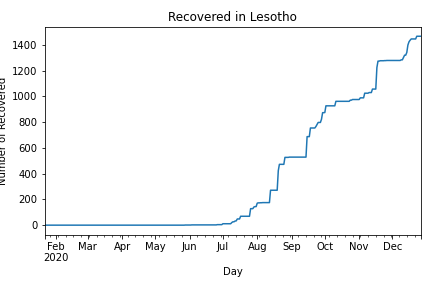 Recovered in Lesotho
Number of Recovered
1400
1200
1000
800
600
400
200
0
Feb Mar Apr May Jun Jul Aug Sep Oct Nov Dec
2020
Day